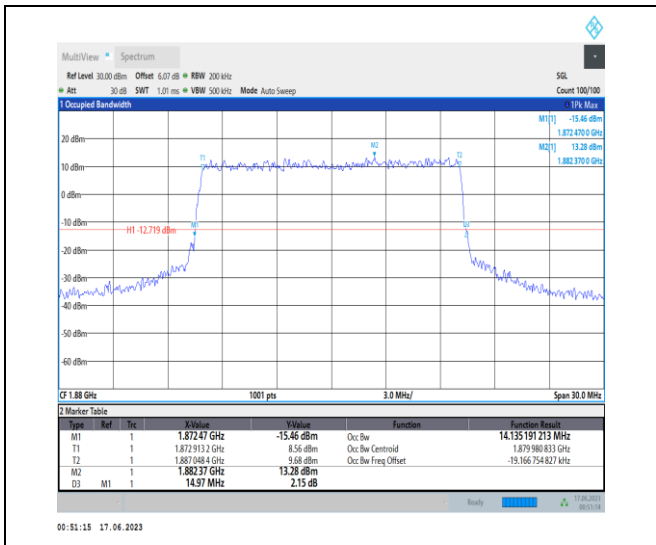 MultiView Spectrum
Ref Level 30.00 dBm Offset 6.07 dB RBW 200 kHz SGL
Att 30 dB SWT 1.01 ms VBW 500 kHz Mode Auto Sweep Count 100/100
1 Occupied Bandwidth 1Pk Max
M1[1] -15.46 dBm
1.872 470 0 GHz
M2[1] 13.28 dBm
1.882 370 0 GHz
20 dBm
M2
T1 T2
10 dBm
0 dBm
-10 dBm
M1
H1 -12.719 dBm
-20 dBm
-30 dBm
-40 dBm
-50 dBm
-60 dBm
CF 1.88 GHz 1001 pts 3.0 MHz/ Span 30.0 MHz
2 Marker Table
Type Ref Trc X-Value Y-Value Function Function Result
M1 1 1.87247 GHz -15.46 dBm Occ Bw 14.135 191 213 MHz
T1 1 1.872 913 2 GHz 8.56 dBm Occ Bw Centroid 1.879 980 833 GHz
T2 1 1.887 048 4 GHz 9.68 dBm Occ Bw Freq Offset -19.166 754 827 kHz
M2 1 1.88237 GHz 13.28 dBm
D3 M1 1 14.97 MHz 2.15 dB
Ready 17.06.2023
00:51:14
00:51:15 17.06.2023